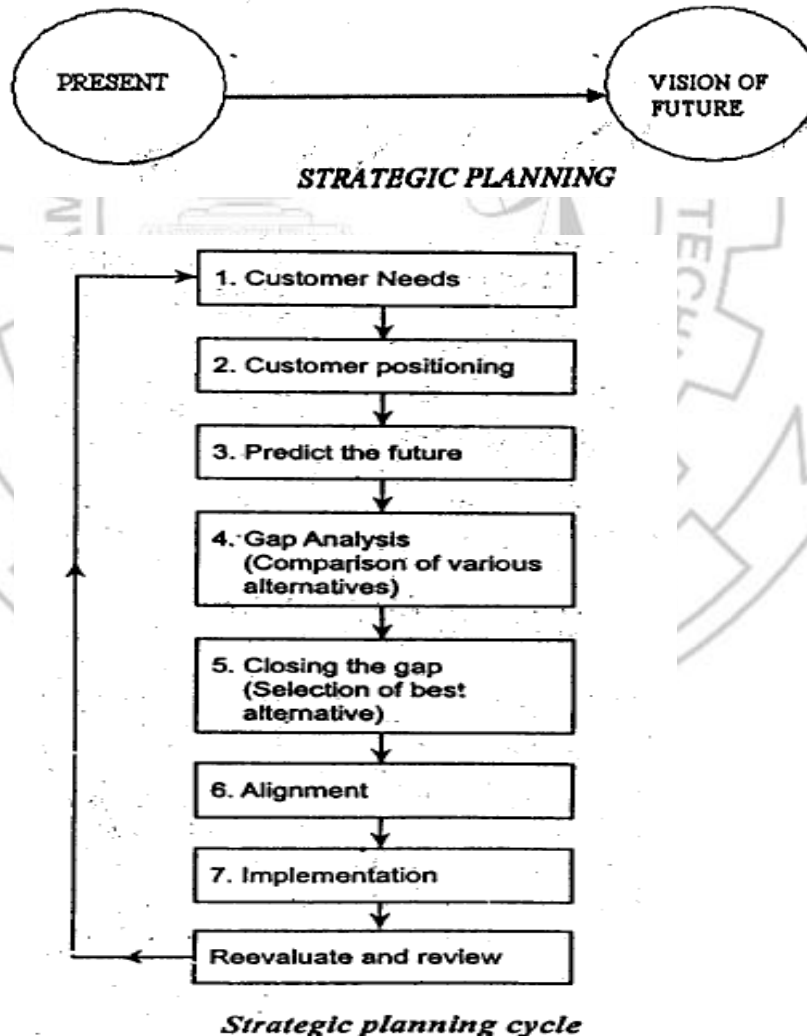 PRESENT
VISION OF
FUTURE
STRATEGIC PLANNING
TECH
1. Customer Needs
2. Customer positioning
3. Predict the future
4. Gap Analysis
(Comparison of various
alternatives)
5. Closing the gap
(Selection of best
alternative)
6. Alignment
7. Implementation
Reevaluate and review
Strategic planning cycle